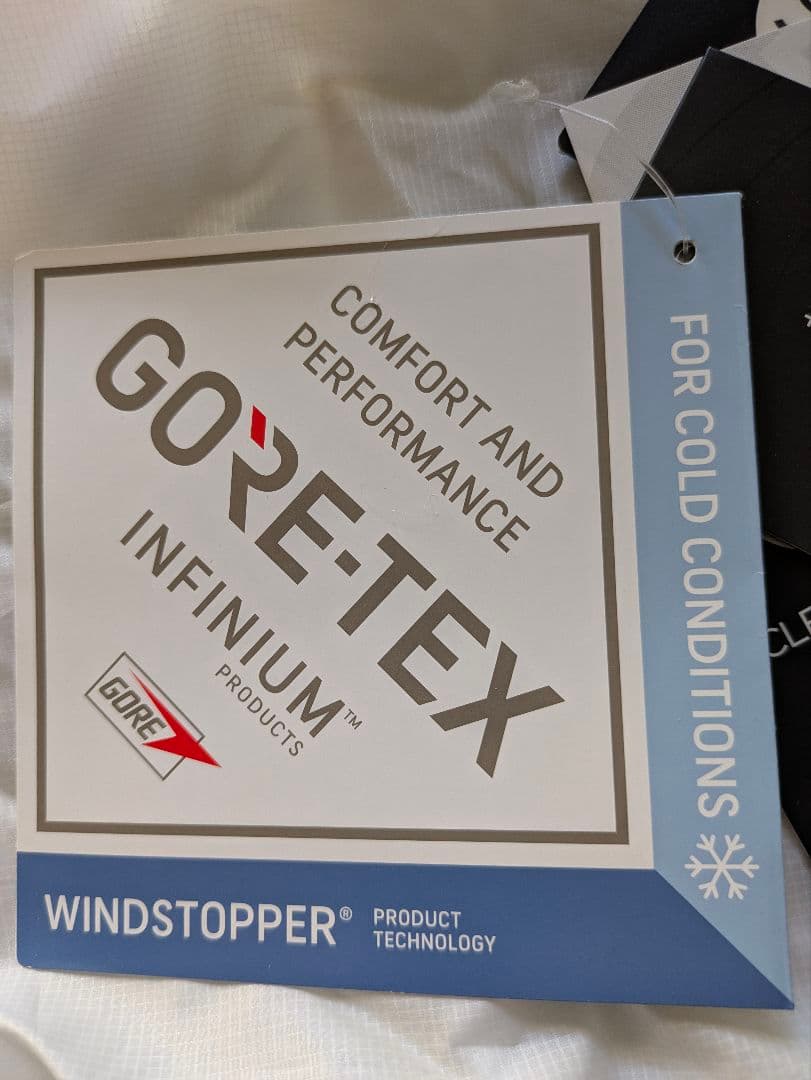 COMFORT AND
PERFORMANCE
GORE-TEX
INFINIUM™
PRODUCTS
GORE
FOR COLD CONDITIONS
WINDSTOPPER® PRODUCT
TECHNOLOGY